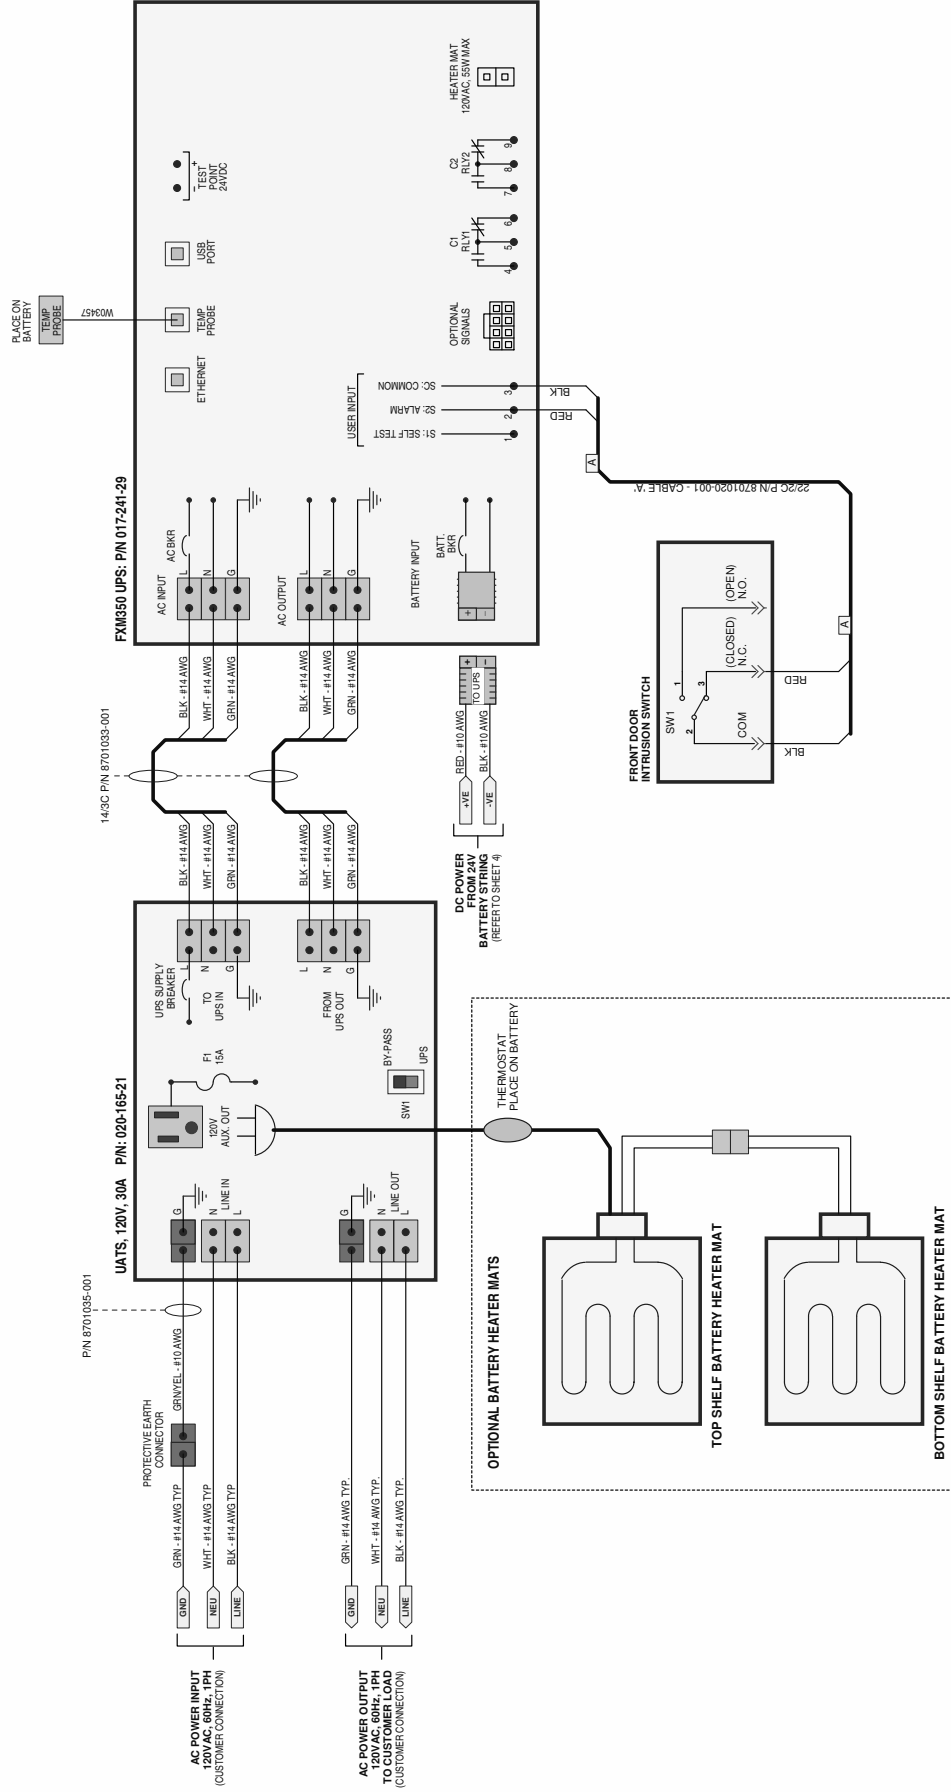 AC POWER INPUT
120VAC, 60Hz, 1PH
(CUSTOMER CONNECTION)
GND
NEU
LINE
GRN - #14 AWG TYP
WHT - #14 AWG TYP
BLK - #14 AWG TYP
PROTECTIVE EARTH
CONNECTOR
GRN/YEL - #10 AWG
P/N 8701035-001
AC POWER OUTPUT
120VAC, 60Hz, 1PH
TO CUSTOMER LOAD
(CUSTOMER CONNECTION)
GND
NEU
LINE
GRN - #14 AWG TYP.
WHT - #14 AWG TYP.
BLK - #14 AWG TYP.
UATS, 120V, 30A P/N: 020-165-21
G
N
L
LINE IN
G
N
L
LINE OUT
120V
AUX. OUT
F1
15A
SW1
BY-PASS
UPS
UPS SUPPLY
BREAKER
TO
UPS IN
L
N
G
FROM
UPS OUT
L
N
G
BLK - #14 AWG
WHT - #14 AWG
GRN - #14 AWG
BLK - #14 AWG
WHT - #14 AWG
GRN - #14 AWG
14/3C P/N 8701033-001
BLK - #14 AWG
WHT - #14 AWG
GRN - #14 AWG
BLK - #14 AWG
WHT - #14 AWG
GRN - #14 AWG
FXM350 UPS: P/N 017-241-29
AC INPUT
L
N
G
AC BKR
AC OUTPUT
L
N
G
BATTERY INPUT
BATT.
BKR
+
-
ETHERNET
TEMP
PROBE
USB
PORT
- +
TEST
POINT
24VDC
PLACE ON
BATTERY
TEMP
PROBE
W03457
USER INPUT
S1: SELF TEST
S2: ALARM
SC: COMMON
1
2
3
OPTIONAL
SIGNALS
C1
RLY1
4
5
6
C2
RLY2
7
8
9
HEATER MAT
120VAC, 55W MAX
RED
BLK
A
22/2C P/N 8701020-001 - CABLE 'A'
A
DC POWER
FROM 24V
BATTERY STRING
(REFER TO SHEET 4)
+VE
-VE
RED - #10 AWG
BLK - #10 AWG
TO UPS
+
-
FRONT DOOR
INTRUSION SWITCH
SW1
1
2
3
COM
(CLOSED)
N.C.
(OPEN)
N.O.
BLK
RED
THERMOSTAT
PLACE ON BATTERY
OPTIONAL BATTERY HEATER MATS
TOP SHELF BATTERY HEATER MAT
BOTTOM SHELF BATTERY HEATER MAT